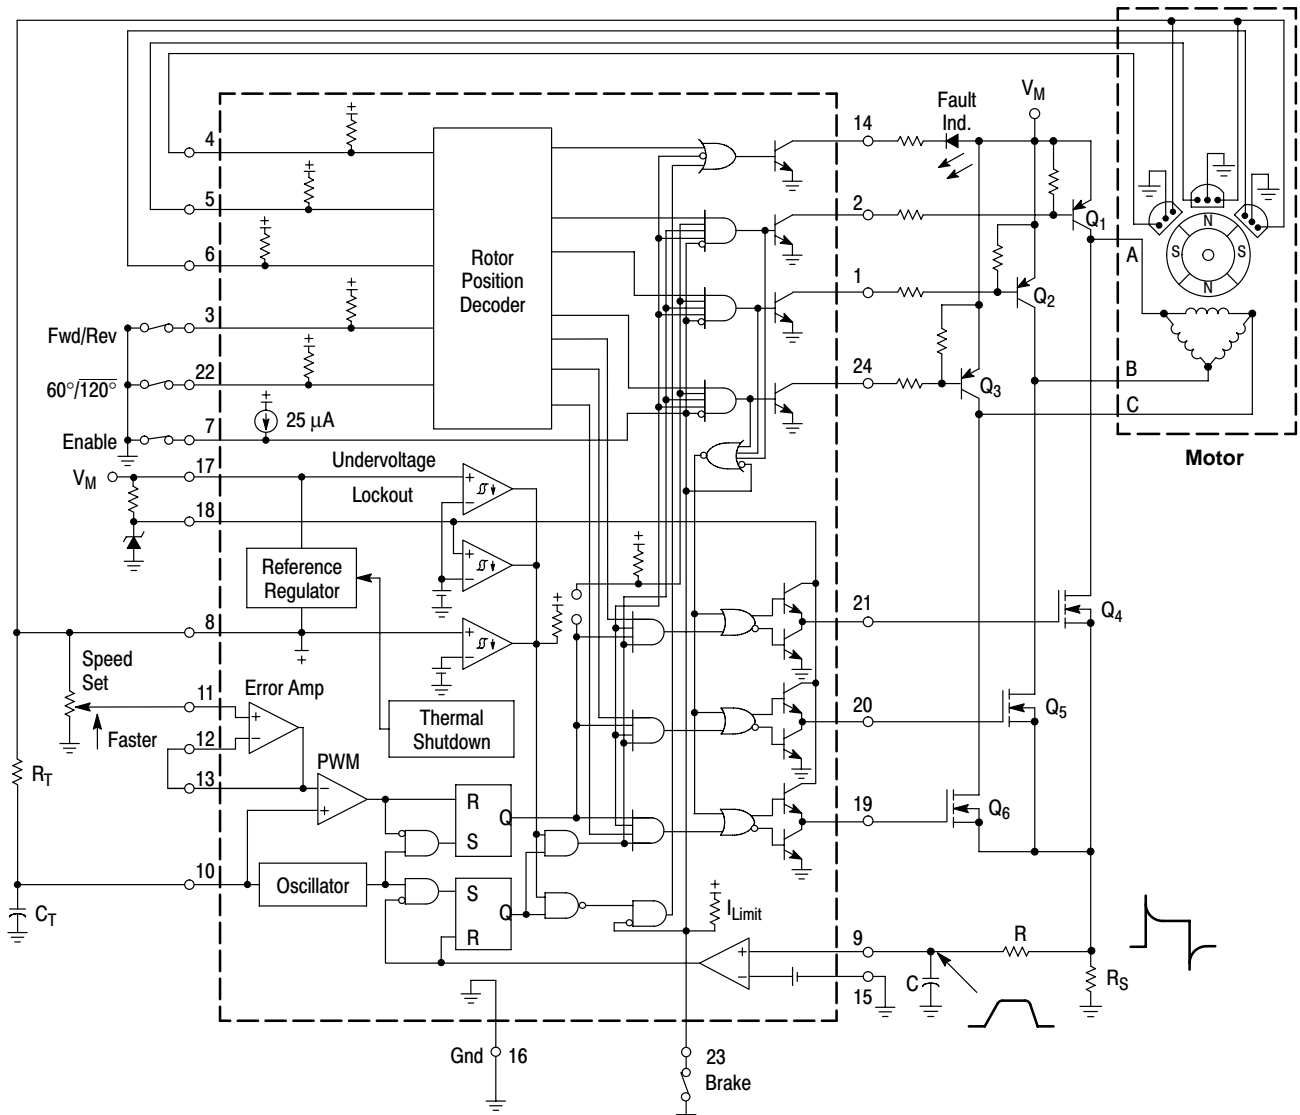 V_M
Fault
Ind.
14
4
5
2
N
S
S
N
Q1
A
6
Rotor
Position
Decoder
1
Q2
3
Fwd/Rev
22
60°/120°
24
Q3
B
C
25 μA
7
Enable
Motor
V_M
17
Undervoltage
Lockout
18
Reference
Regulator
21
Q4
8
Speed
Set
Error Amp
11
Faster
Thermal
Shutdown
20
Q5
12
R_T
13
PWM
R
Q
S
19
Q6
10
Oscillator
C_T
S
Q
R
I_Limit
9
R
15
C
R_S
Gnd
16
23
Brake
+
−
+
−
+
−
+
−
+
−
+
−